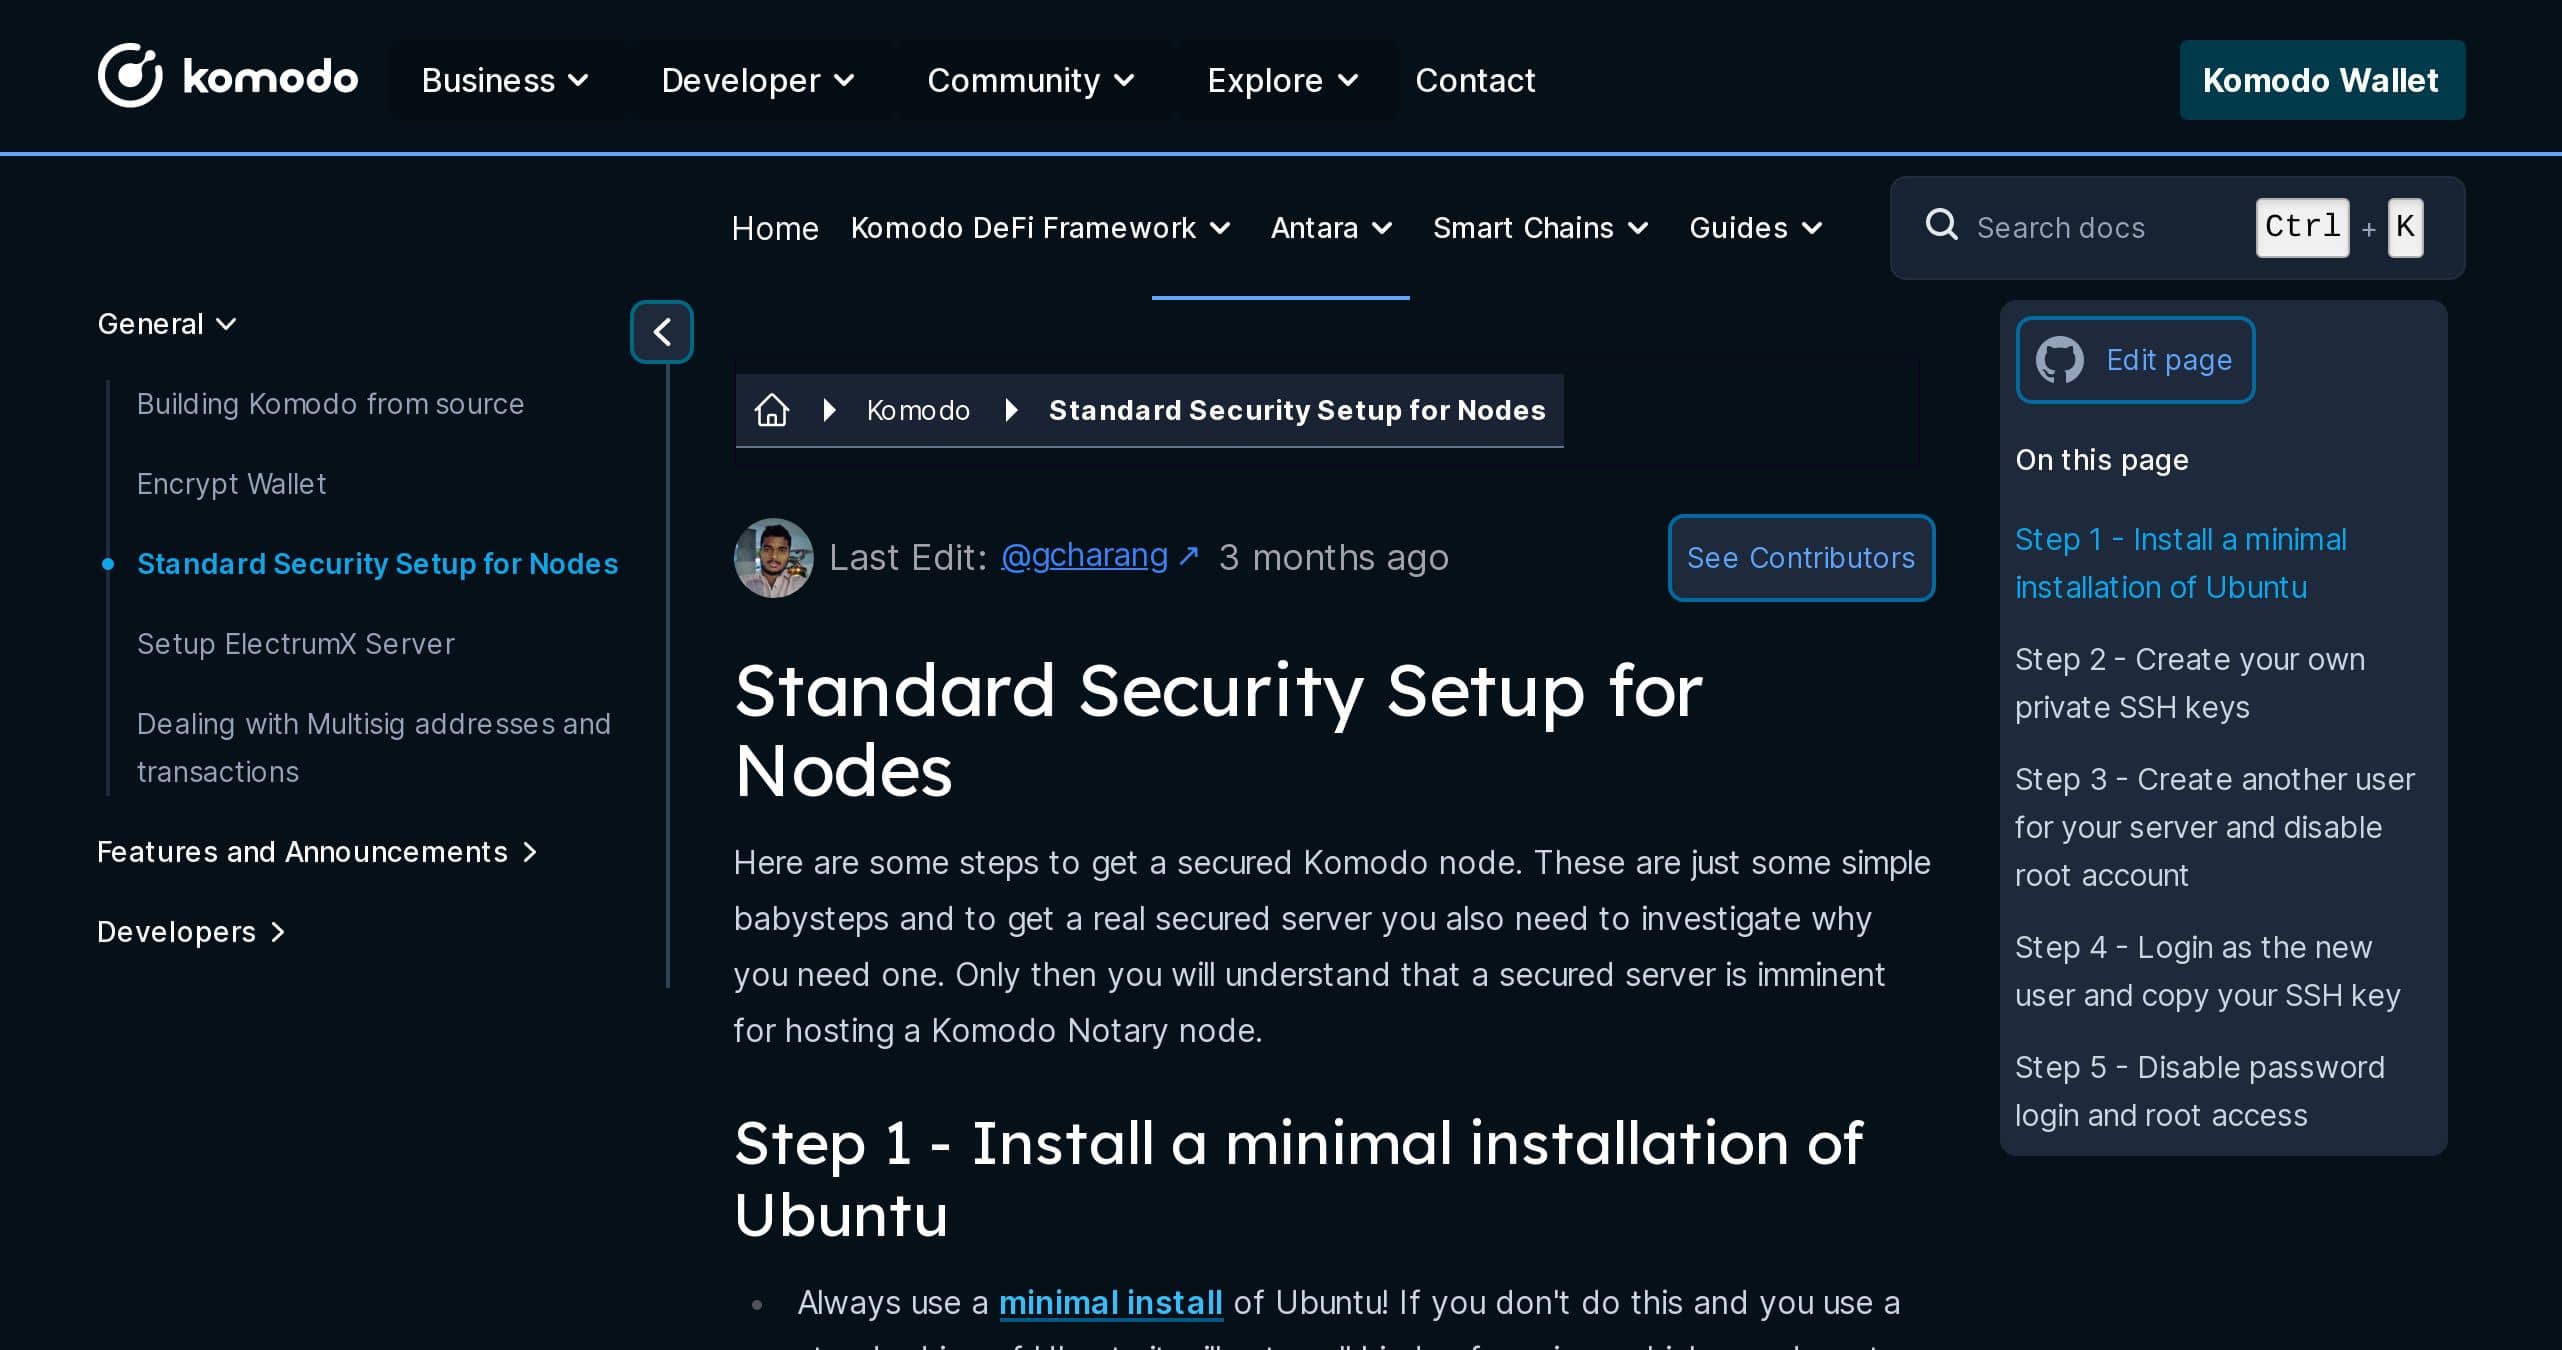 komodo
Business
Developer
Community
Explore
Contact
Komodo Wallet
Home
Komodo DeFi Framework
Antara
Smart Chains
Guides
Search docs
Ctrl + K
General
Building Komodo from source
Encrypt Wallet
Standard Security Setup for Nodes
Setup ElectrumX Server
Dealing with Multisig addresses and
transactions
Features and Announcements
Developers
Komodo
Standard Security Setup for Nodes
Last Edit: @gcharang ↗ 3 months ago
See Contributors
Standard Security Setup for
Nodes
Here are some steps to get a secured Komodo node. These are just some simple
babysteps and to get a real secured server you also need to investigate why
you need one. Only then you will understand that a secured server is imminent
for hosting a Komodo Notary node.
Step 1 - Install a minimal installation of
Ubuntu
Always use a minimal install of Ubuntu! If you don't do this and you use a
Edit page
On this page
Step 1 - Install a minimal
installation of Ubuntu
Step 2 - Create your own
private SSH keys
Step 3 - Create another user
for your server and disable
root account
Step 4 - Login as the new
user and copy your SSH key
Step 5 - Disable password
login and root access